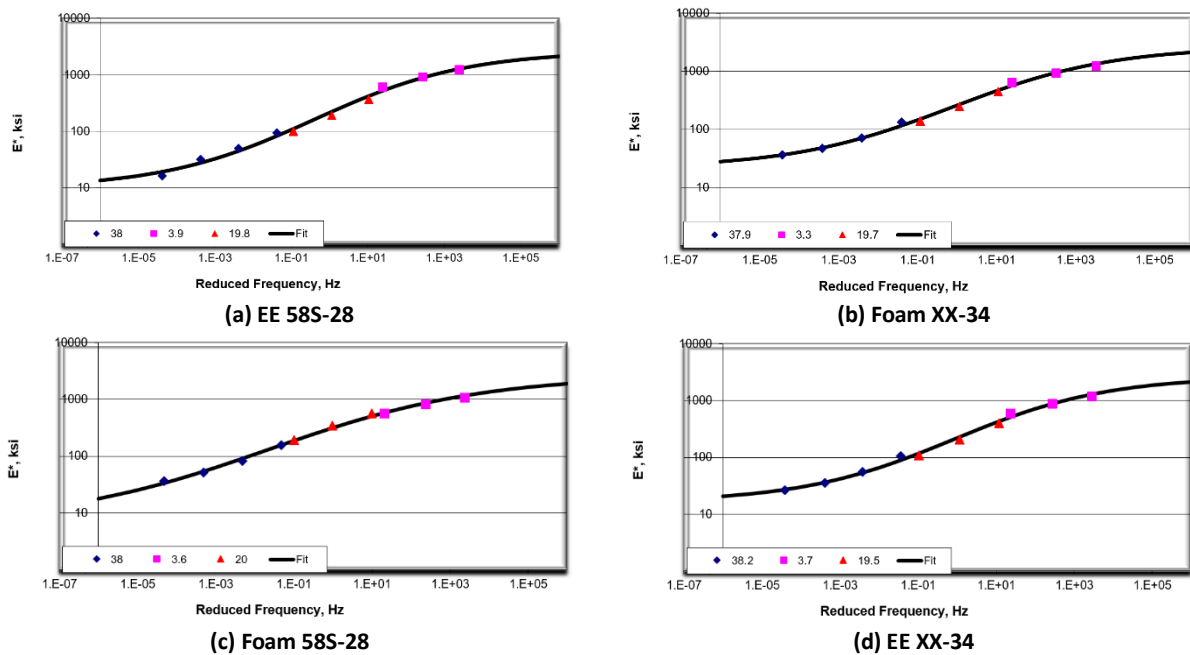 10000
1000
100
10
E*, ksi
38 3.9 19.8 Fit
1.E-07 1.E-05 1.E-03 1.E-01 1.E+01 1.E+03 1.E+05
Reduced Frequency, Hz
(a) EE 58S-28
10000
1000
100
10
E*, ksi
37.9 3.3 19.7 Fit
1.E-07 1.E-05 1.E-03 1.E-01 1.E+01 1.E+03 1.E+05
Reduced Frequency, Hz
(b) Foam XX-34
10000
1000
100
10
E*, ksi
38 3.6 20 Fit
1.E-07 1.E-05 1.E-03 1.E-01 1.E+01 1.E+03 1.E+05
Reduced Frequency, Hz
(c) Foam 58S-28
10000
1000
100
10
E*, ksi
38.2 3.7 19.5 Fit
1.E-07 1.E-05 1.E-03 1.E-01 1.E+01 1.E+03 1.E+05
Reduced Frequency, Hz
(d) EE XX-34